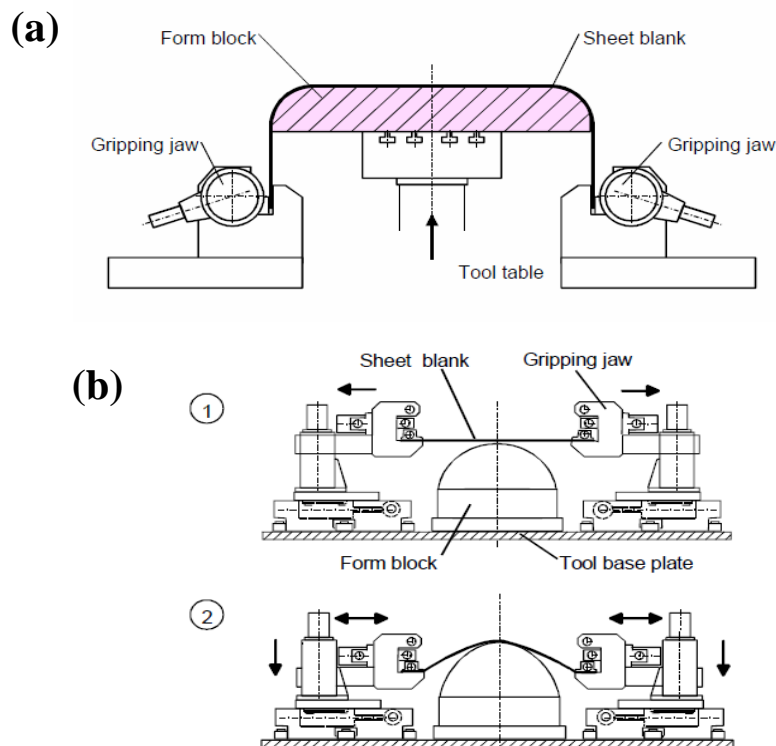 (a)
Form block
Sheet blank
Gripping jaw
Gripping jaw
Tool table
(b)
Sheet blank
Gripping jaw
1
Form block
Tool base plate
2